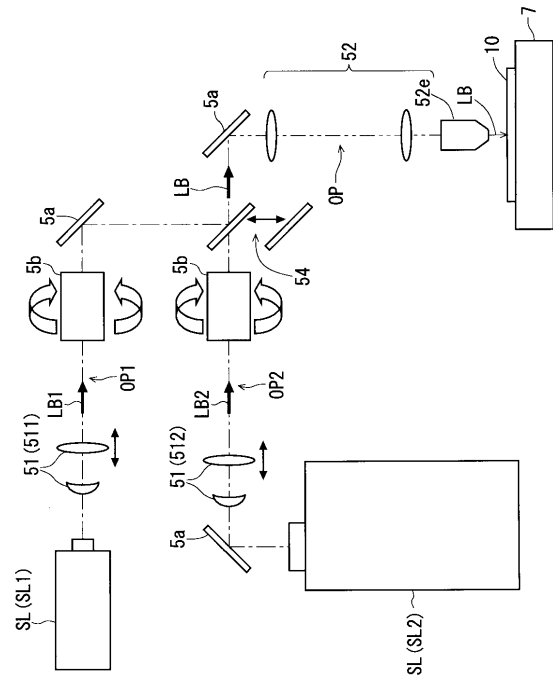 SL(SL1)
51(511)
LB1
OP1
5b
5a
LB
5a
52
52e
LB
10
7
OP
54
5b
OP2
LB2
51(512)
5a
SL(SL2)